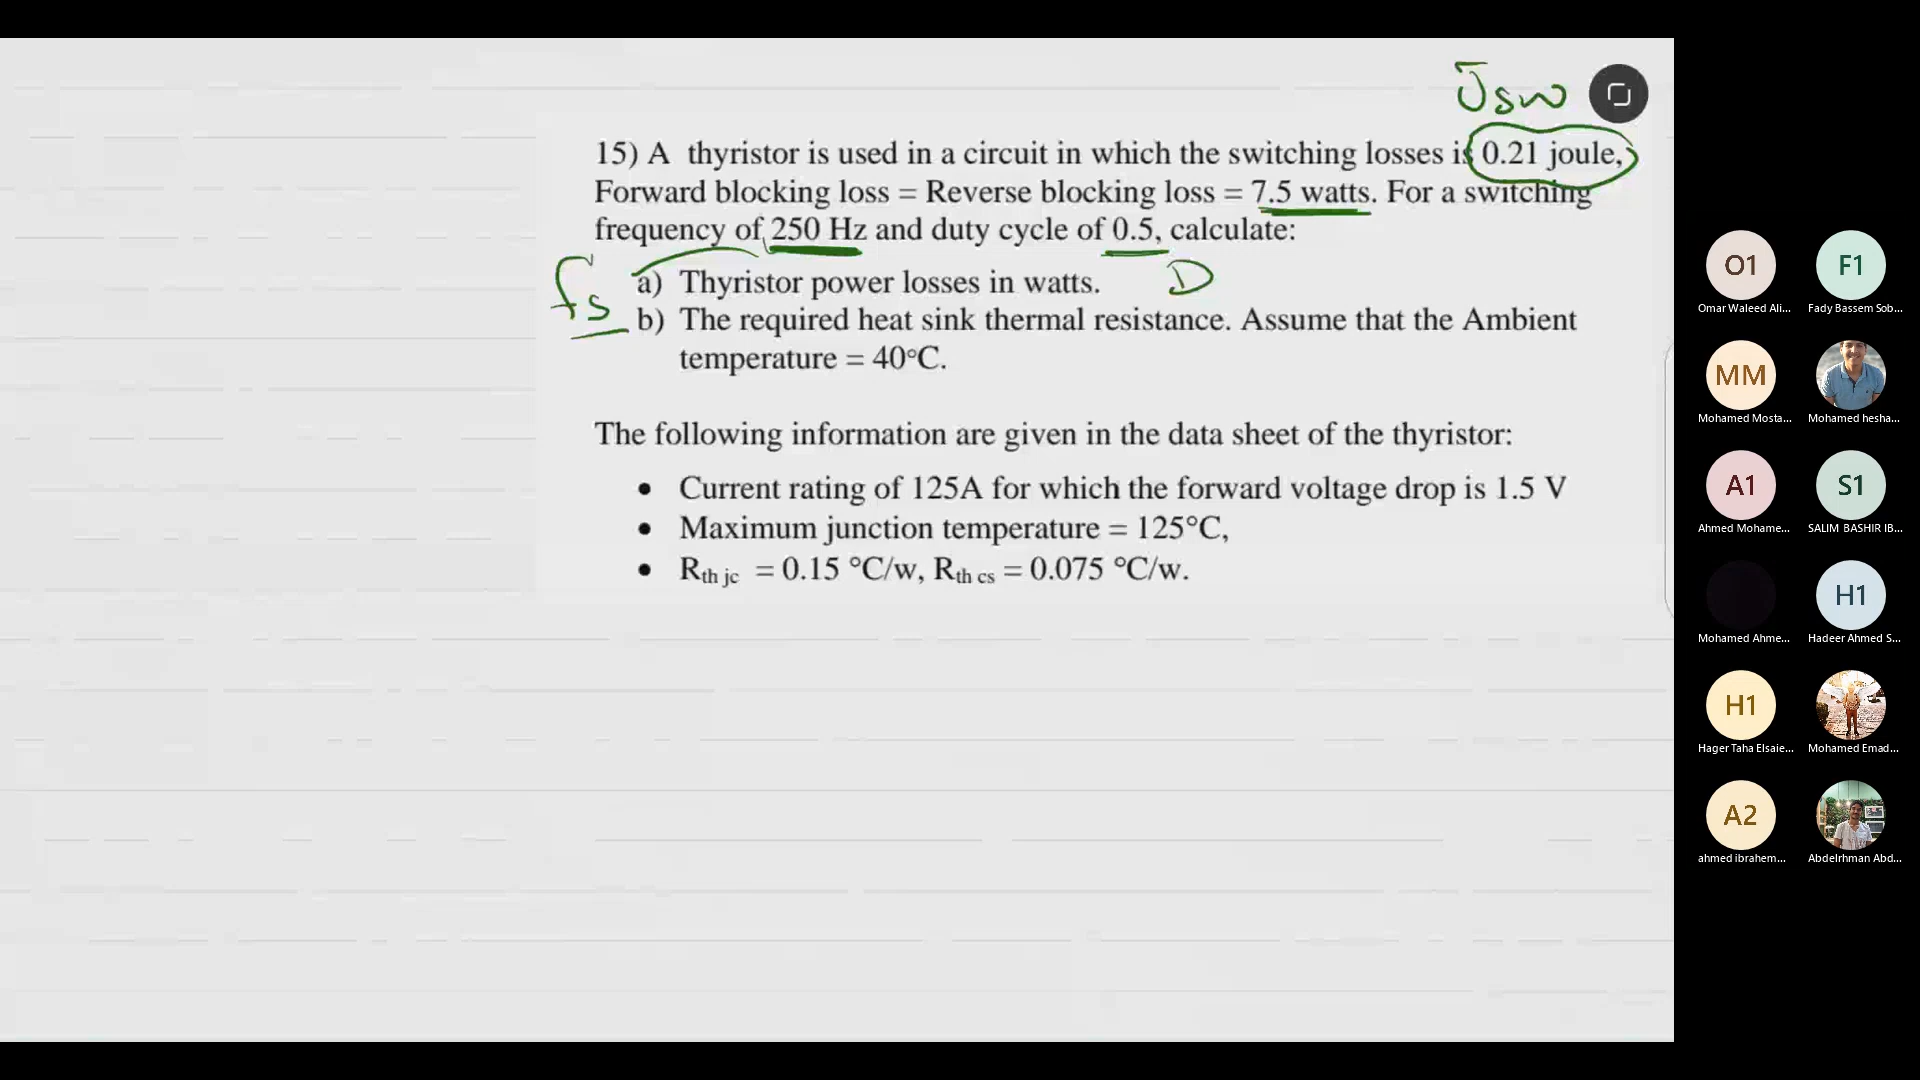 Jsw
15) A thyristor is used in a circuit in which the switching losses is 0.21 joule,
Forward blocking loss = Reverse blocking loss = 7.5 watts. For a switching
frequency of 250 Hz and duty cycle of 0.5, calculate:
fs
a) Thyristor power losses in watts.
D
b) The required heat sink thermal resistance. Assume that the Ambient
temperature = 40°C.
The following information are given in the data sheet of the thyristor:
• Current rating of 125A for which the forward voltage drop is 1.5 V
• Maximum junction temperature = 125°C,
• Rth jc = 0.15 °C/w, Rth cs = 0.075 °C/w.
O1
Omar Waleed Ali...
F1
Fady Bassem Sob...
MM
Mohamed Mosta...
Mohamed hesha...
A1
Ahmed Mohame...
S1
SALIM BASHIR IB...
Mohamed Ahme...
H1
Hadeer Ahmed S...
H1
Hager Taha Elsaie...
Mohamed Emad...
A2
ahmed ibrahem...
Abdelrhman Abd...